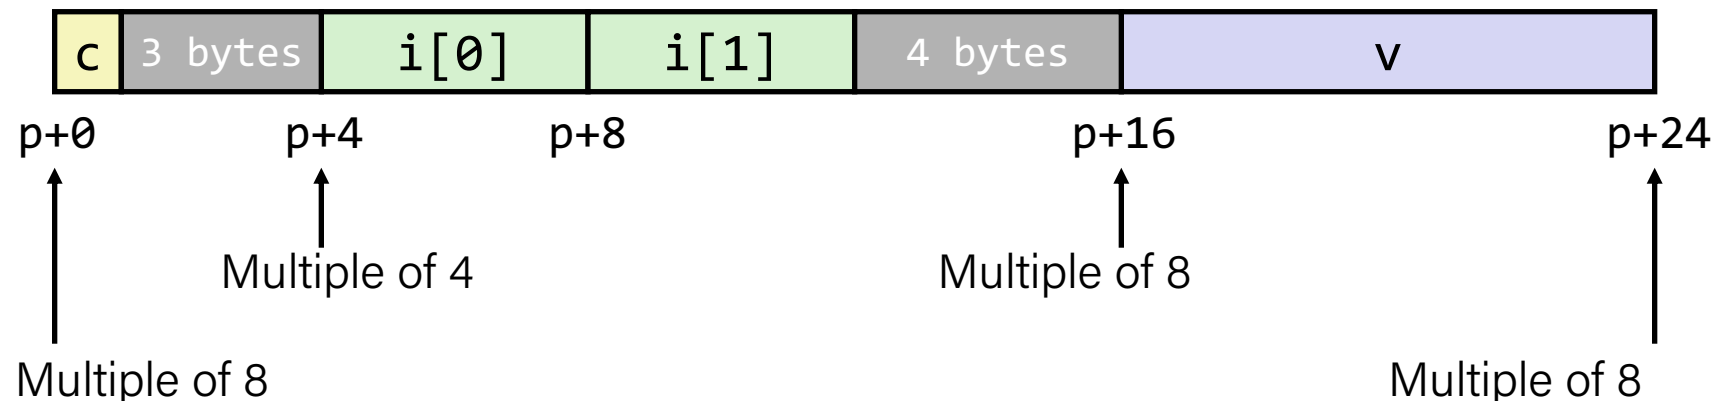 c 3 bytes i[0] i[1] 4 bytes v
p+0 p+4 p+8 p+16 p+24
Multiple of 4 Multiple of 8
Multiple of 8 Multiple of 8